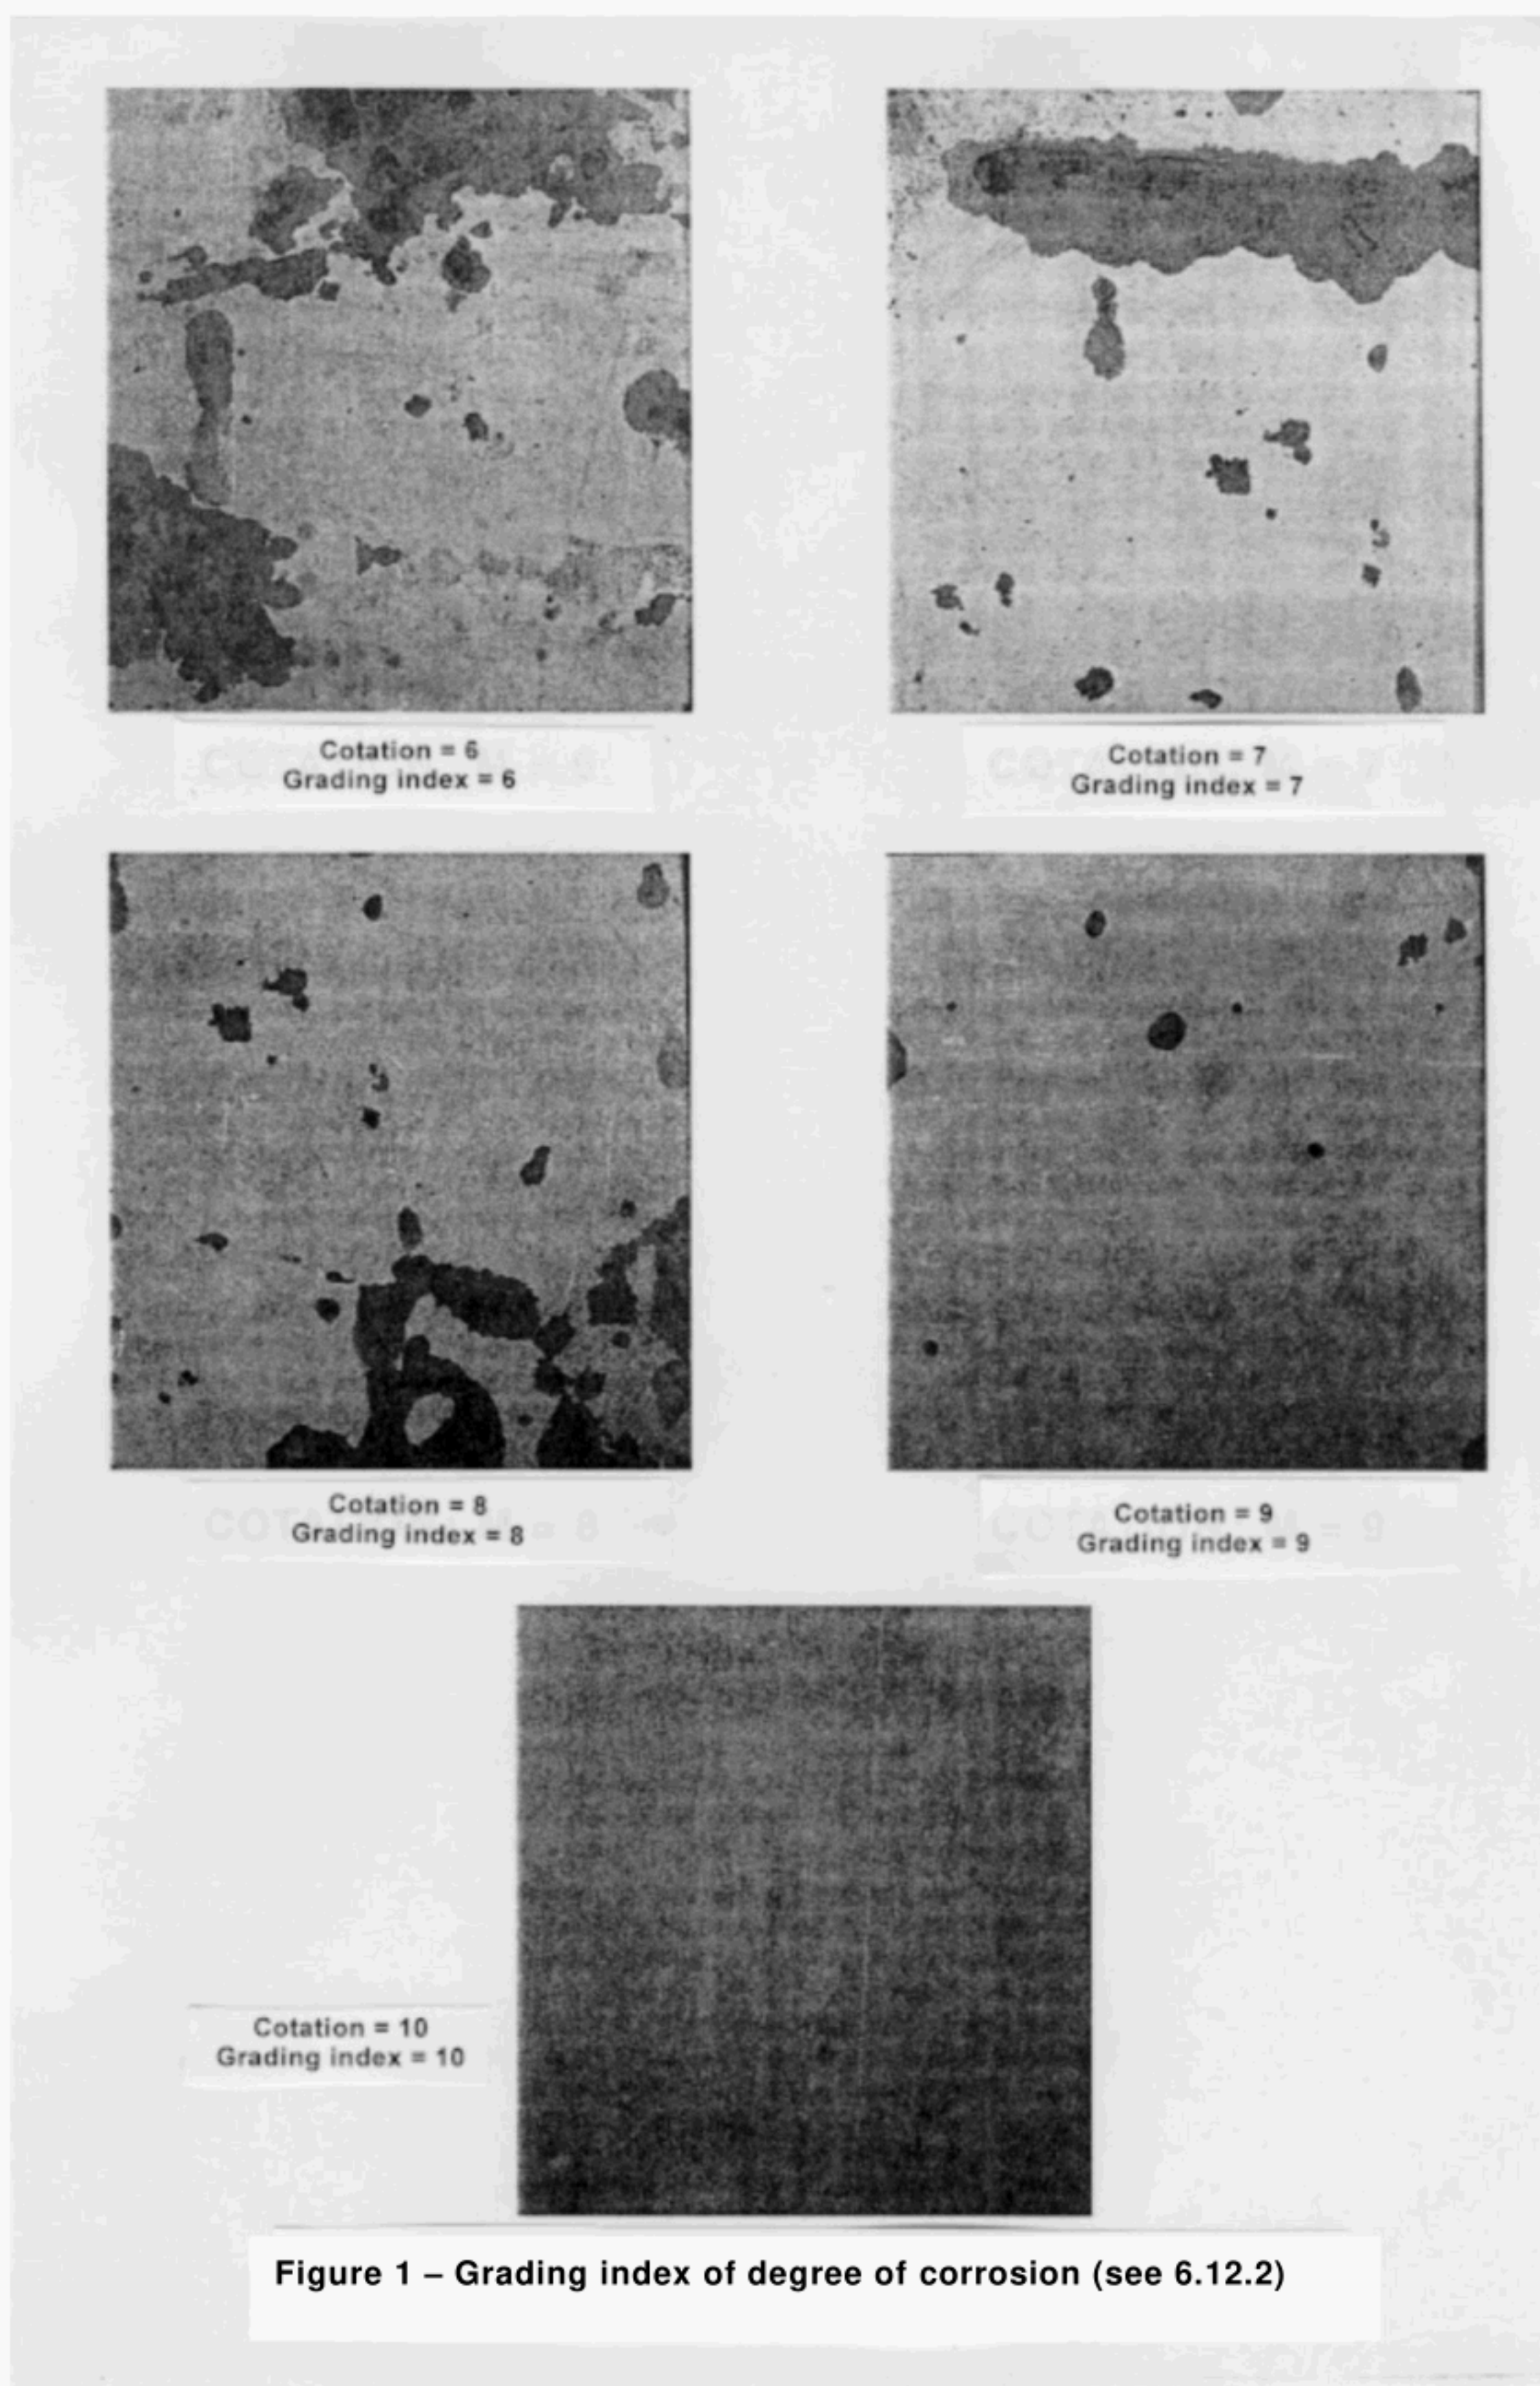 Cotation = 6
Grading index = 6
Cotation = 7
Grading index = 7
Cotation = 8
Grading index = 8
Cotation = 9
Grading index = 9
Cotation = 10
Grading index = 10
Figure 1 – Grading index of degree of corrosion (see 6.12.2)